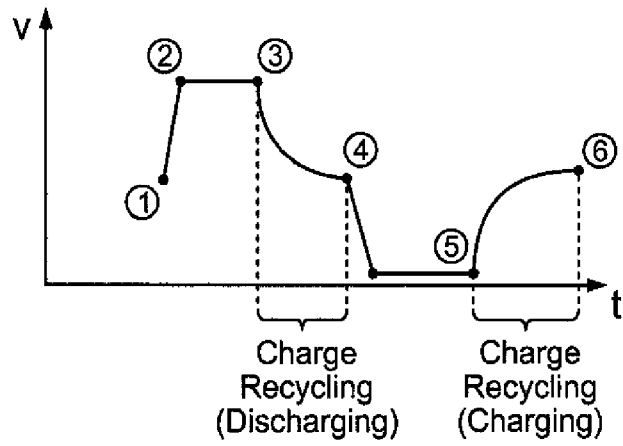 v
②
③
④
⑥
①
⑤
t
Charge
Recycling
(Discharging)
Charge
Recycling
(Charging)